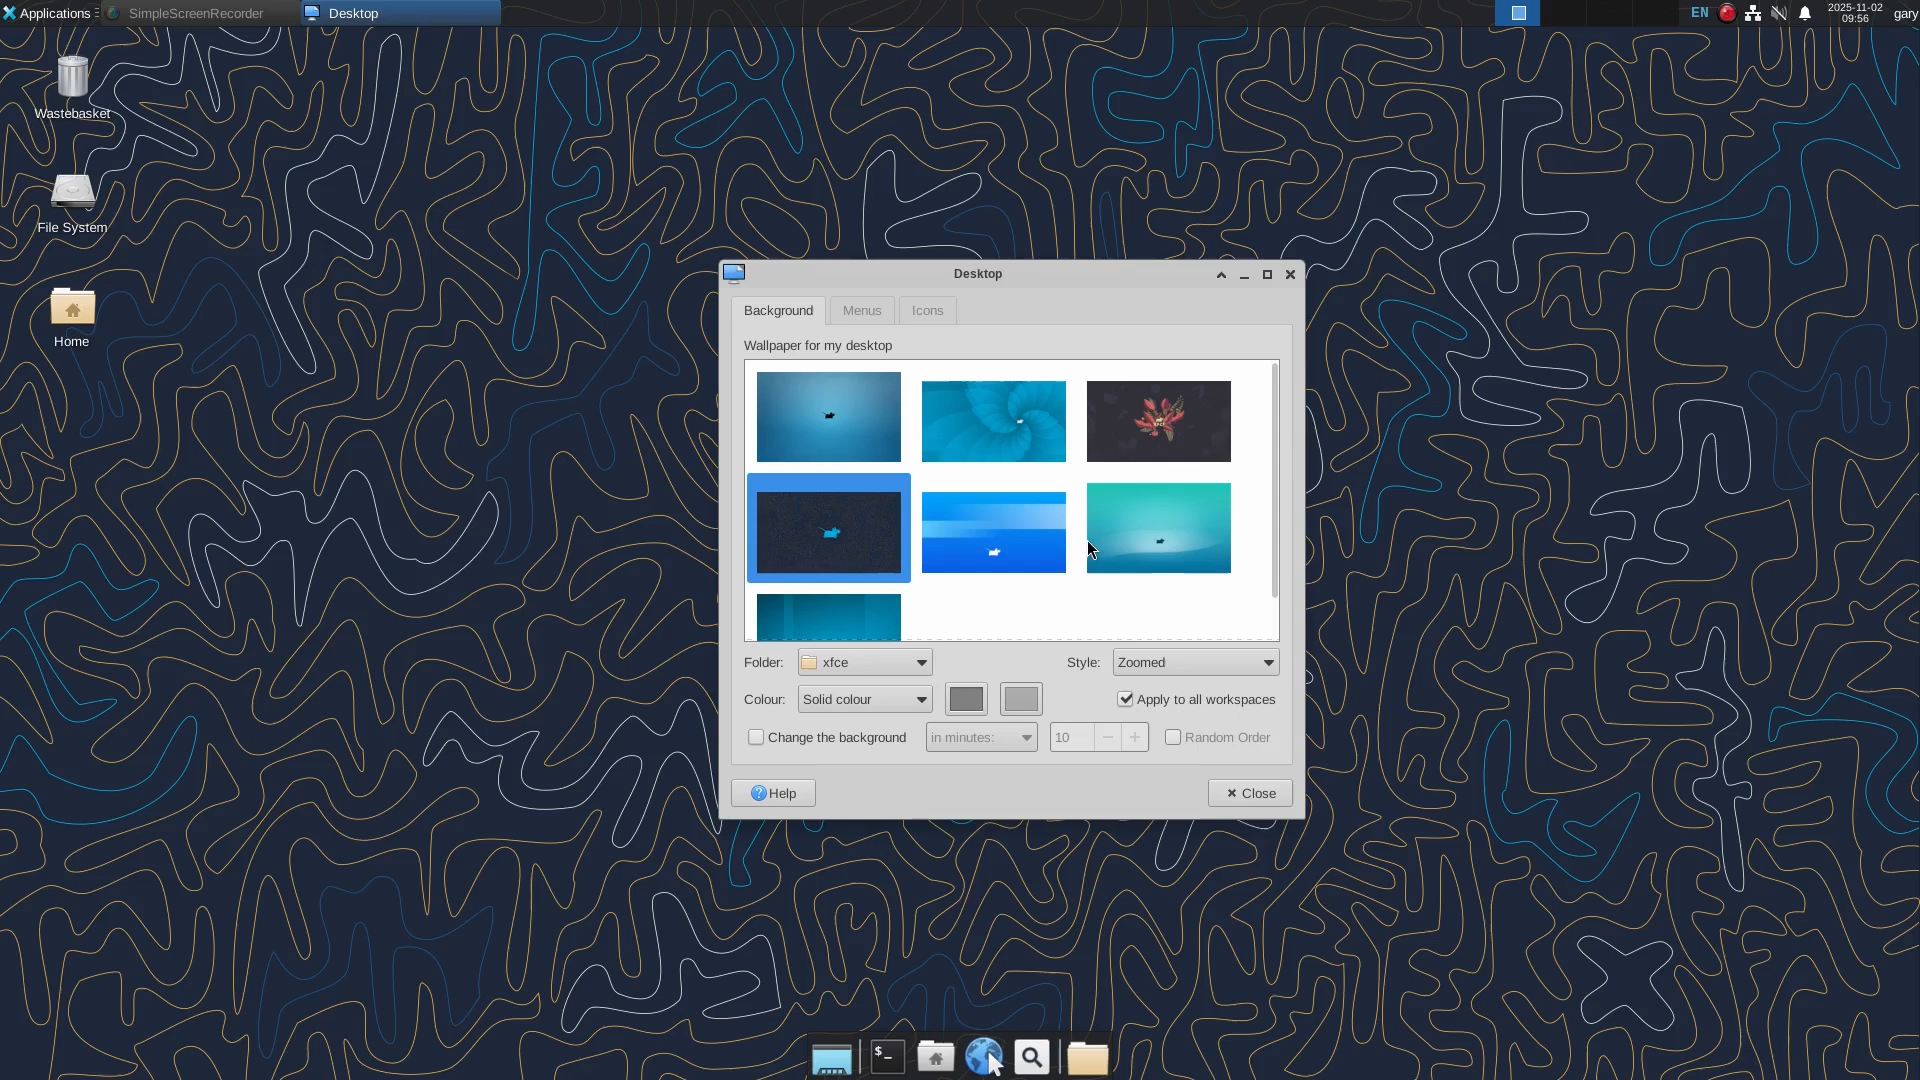 Applications
SimpleScreenRecorder
Desktop
EN
2025-11-02
09:56
gary
Wastebasket
File System
Home
Desktop
Background
Menus
Icons
Wallpaper for my desktop
Folder:
xfce
Style:
Zoomed
Colour:
Solid colour
Apply to all workspaces
Change the background
in minutes:
10
Random Order
Help
Close
$_